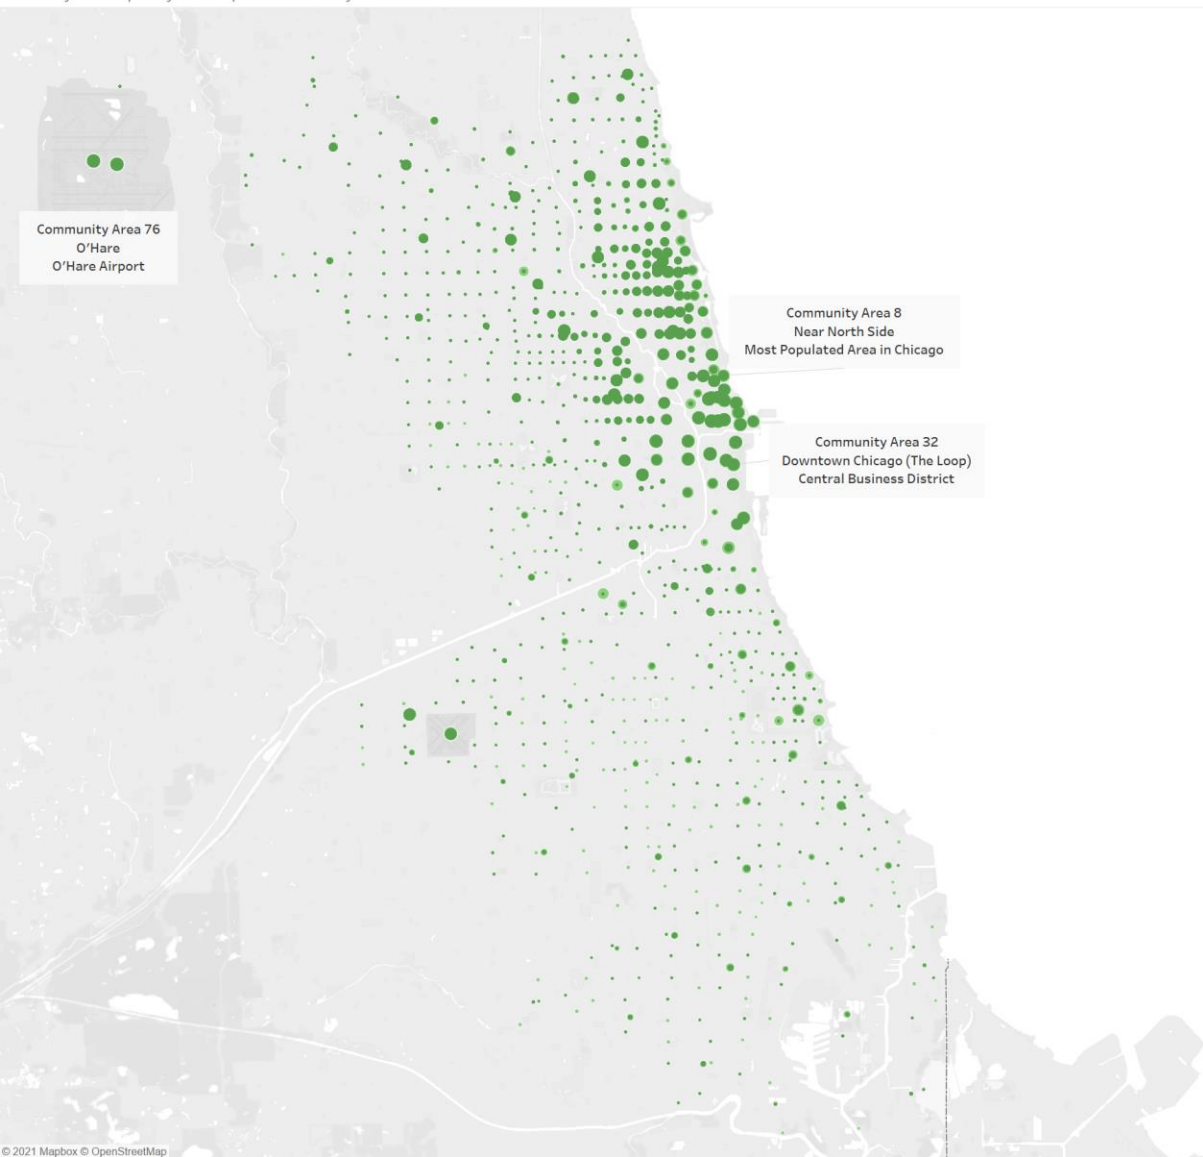 Community Area 76
O'Hare
O'Hare Airport
Community Area 8
Near North Side
Most Populated Area in Chicago
Community Area 32
Downtown Chicago (The Loop)
Central Business District
© 2021 Mapbox © OpenStreetMap